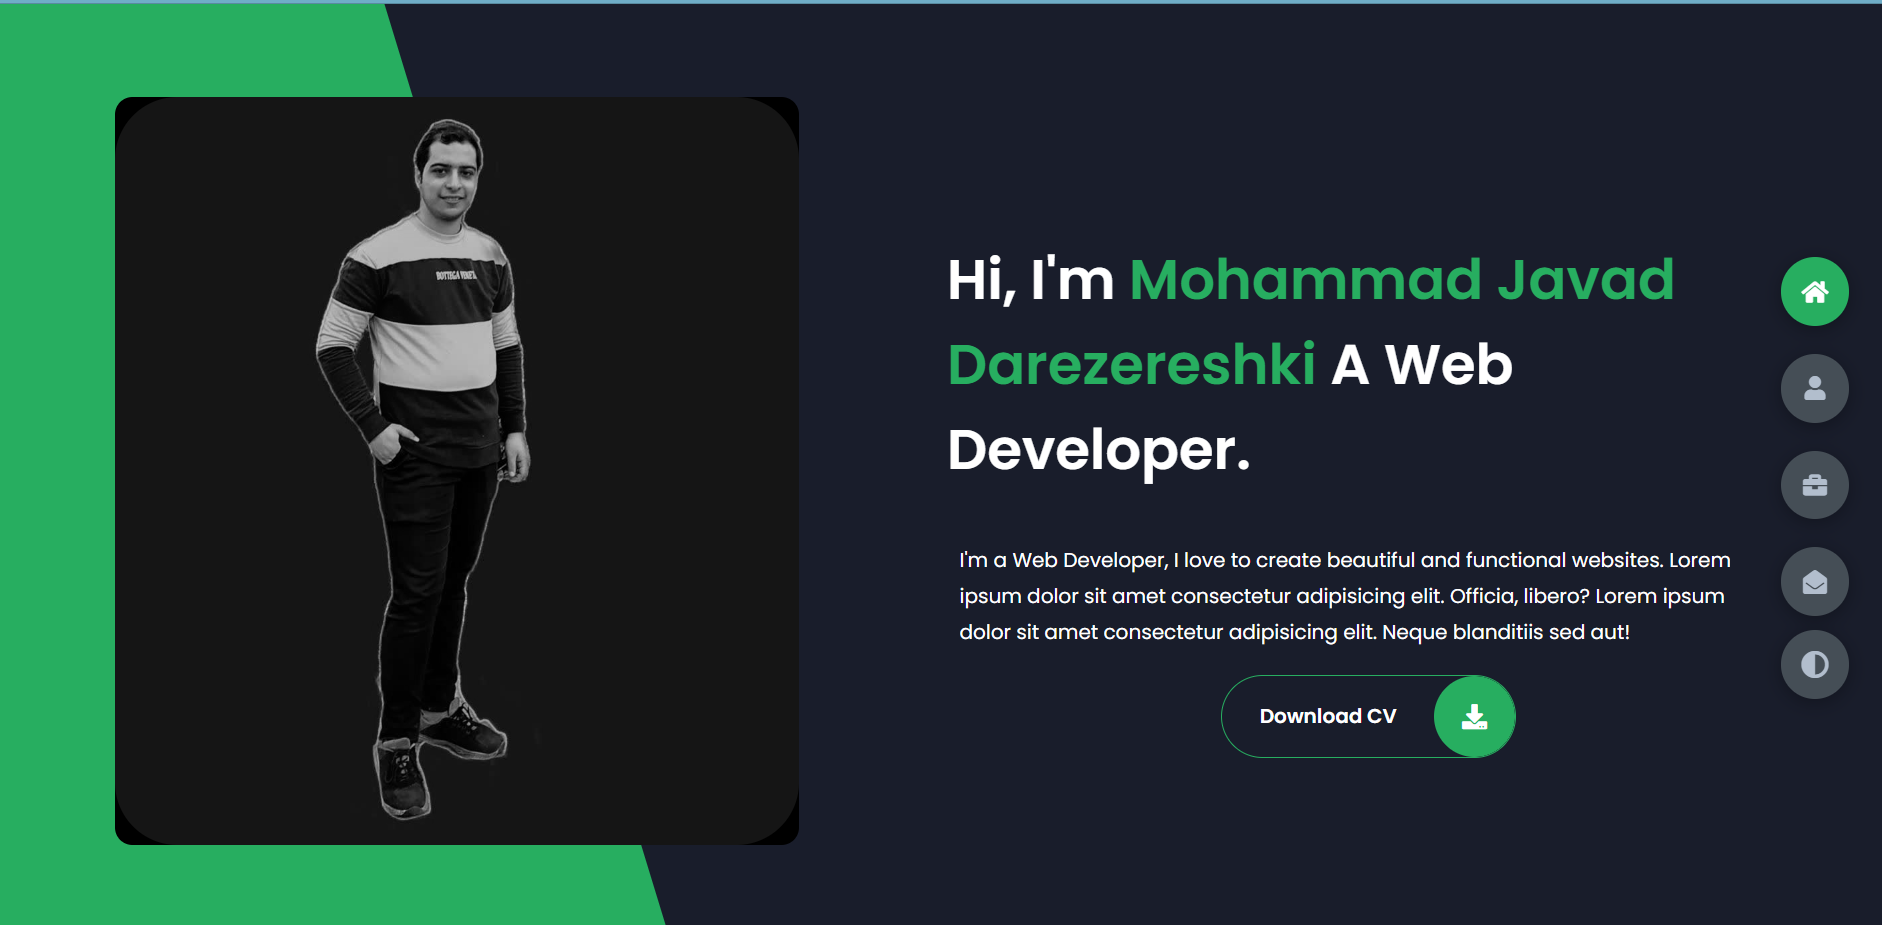 Hi, I'm Mohammad Javad
Darezereshki A Web
Developer.
I'm a Web Developer, I love to create beautiful and functional websites. Lorem
ipsum dolor sit amet consectetur adipisicing elit. Officia, libero? Lorem ipsum
dolor sit amet consectetur adipisicing elit. Neque blanditiis sed aut!
Download CV